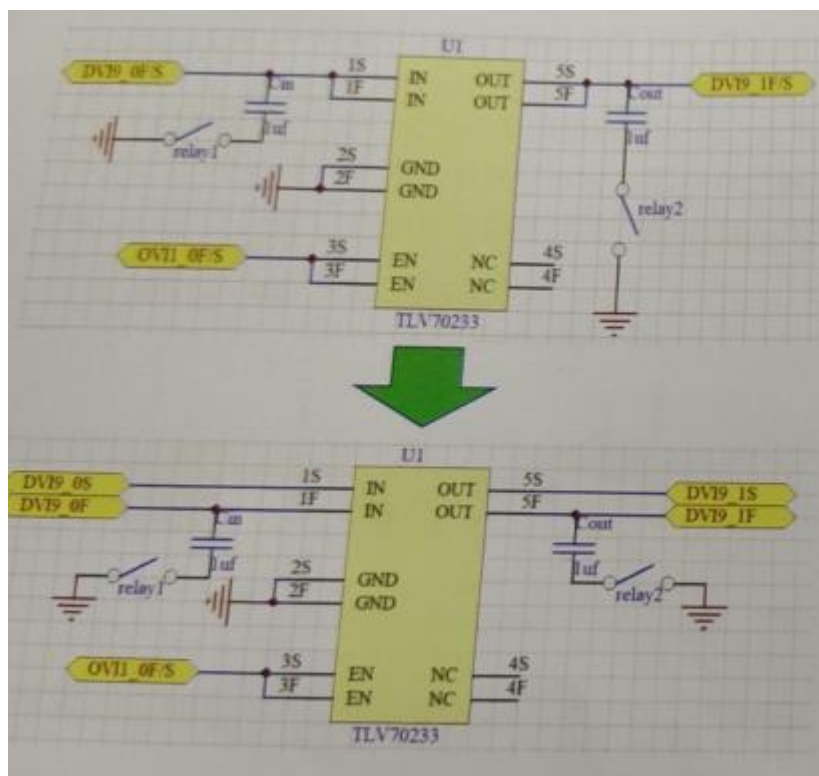 U1
DVI9_0F/S
1S
IN
OUT
5S
DVI9_1F/S
1F
IN
OUT
5F
Cin
Cout
1uf
1uf
relay1
2S
GND
2F
GND
relay2
OVI1_0F/S
3S
EN
NC
4S
3F
EN
NC
4F
TLV70233
U1
DVI9_0S
1S
IN
OUT
5S
DVI9_1S
DVI9_0F
1F
IN
OUT
5F
DVI9_1F
Cin
Cout
1uf
1uf
relay1
2S
GND
2F
GND
relay2
OVI1_0F/S
3S
EN
NC
4S
3F
EN
NC
4F
TLV70233